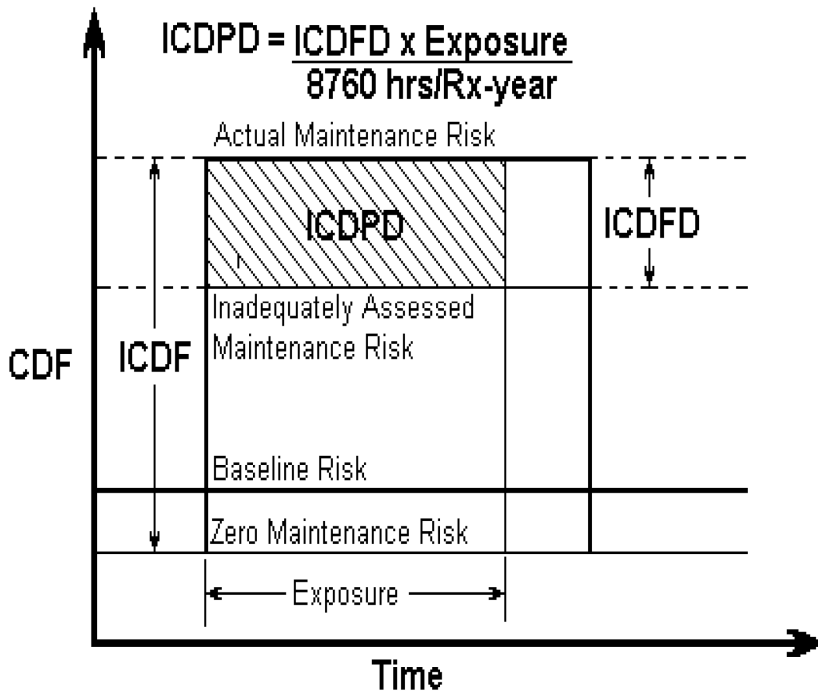 ICDPD = ICDFD x Exposure
8760 hrs/Rx-year
Actual Maintenance Risk
ICDPD
ICDFD
Inadequately Assessed
Maintenance Risk
CDF
ICDF
Baseline Risk
Zero Maintenance Risk
Exposure
Time